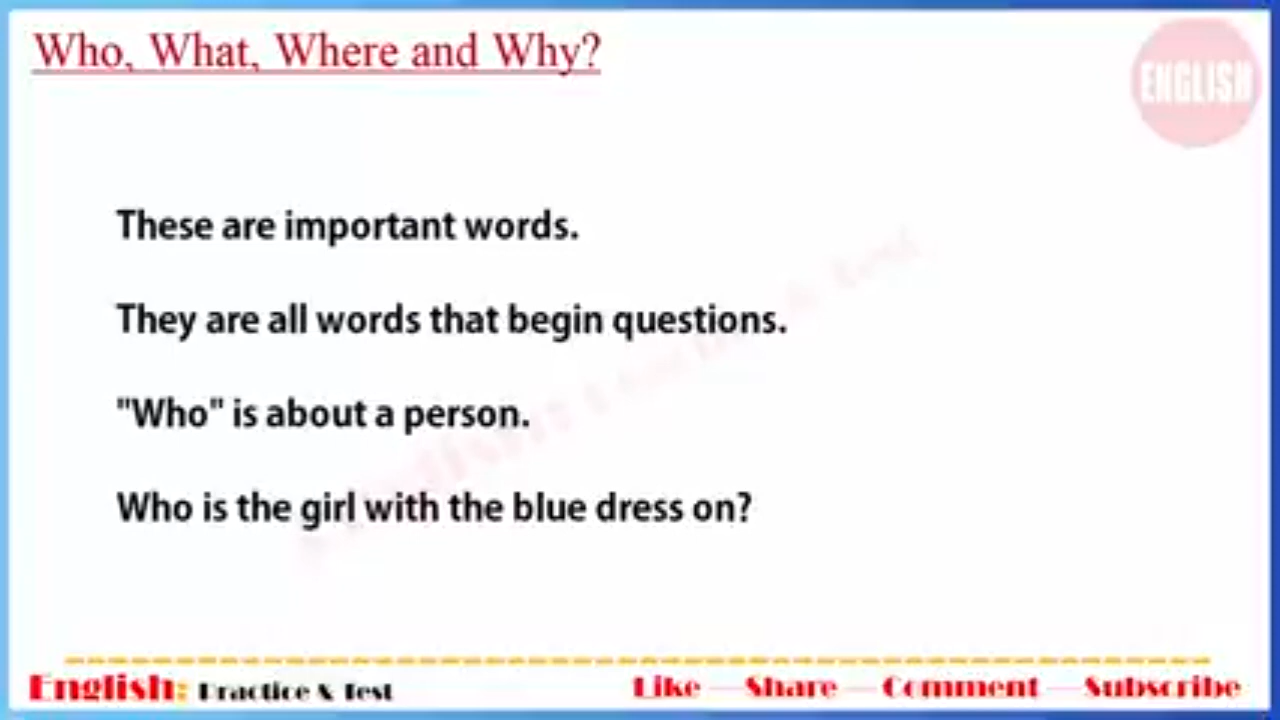 Who, What, Where and Why?
ENGLISH
These are important words.
They are all words that begin questions.
"Who" is about a person.
Who is the girl with the blue dress on?
English: Practice & Test
Like — Share — Comment — Subscribe